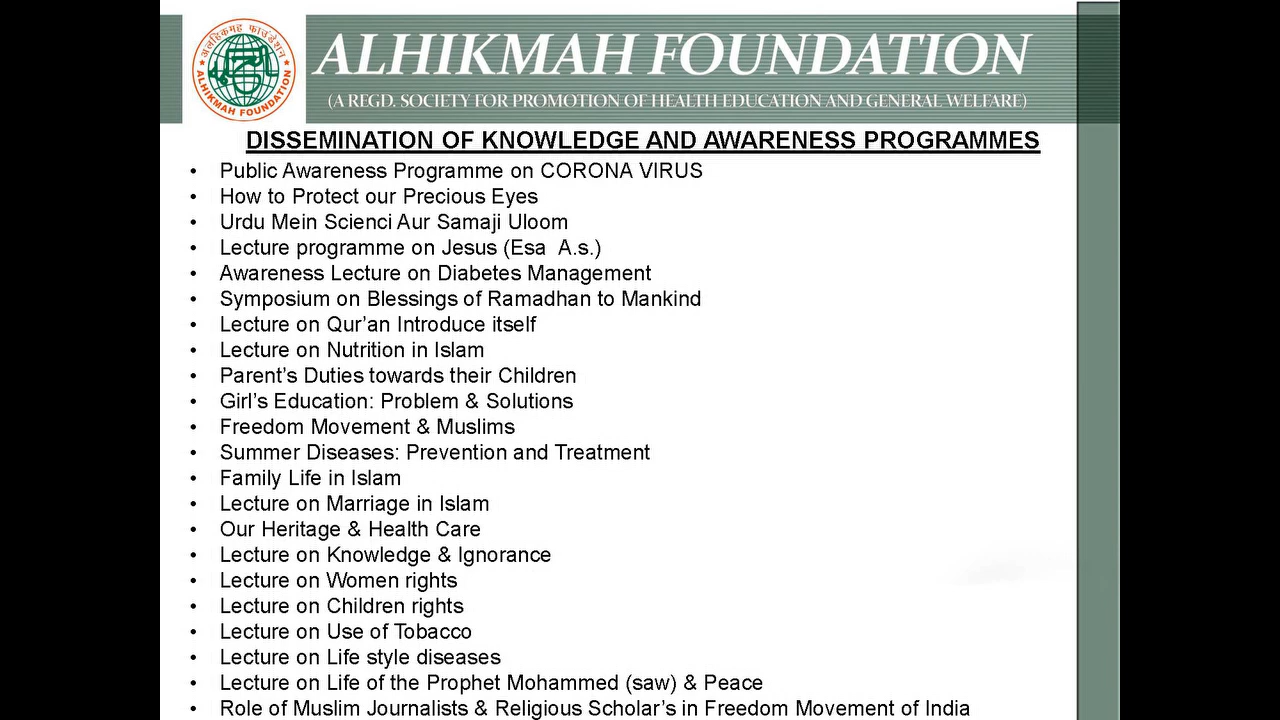 अलहिकमह फाउंडेशन
ALHIKMAH FOUNDATION
ALHIKMAH FOUNDATION
(A REGD. SOCIETY FOR PROMOTION OF HEALTH EDUCATION AND GENERAL WELFARE)
DISSEMINATION OF KNOWLEDGE AND AWARENESS PROGRAMMES
• Public Awareness Programme on CORONA VIRUS
• How to Protect our Precious Eyes
• Urdu Mein Scienci Aur Samaji Uloom
• Lecture programme on Jesus (Esa A.s.)
• Awareness Lecture on Diabetes Management
• Symposium on Blessings of Ramadhan to Mankind
• Lecture on Qur'an Introduce itself
• Lecture on Nutrition in Islam
• Parent's Duties towards their Children
• Girl's Education: Problem & Solutions
• Freedom Movement & Muslims
• Summer Diseases: Prevention and Treatment
• Family Life in Islam
• Lecture on Marriage in Islam
• Our Heritage & Health Care
• Lecture on Knowledge & Ignorance
• Lecture on Women rights
• Lecture on Children rights
• Lecture on Use of Tobacco
• Lecture on Life style diseases
• Lecture on Life of the Prophet Mohammed (saw) & Peace
• Role of Muslim Journalists & Religious Scholar's in Freedom Movement of India